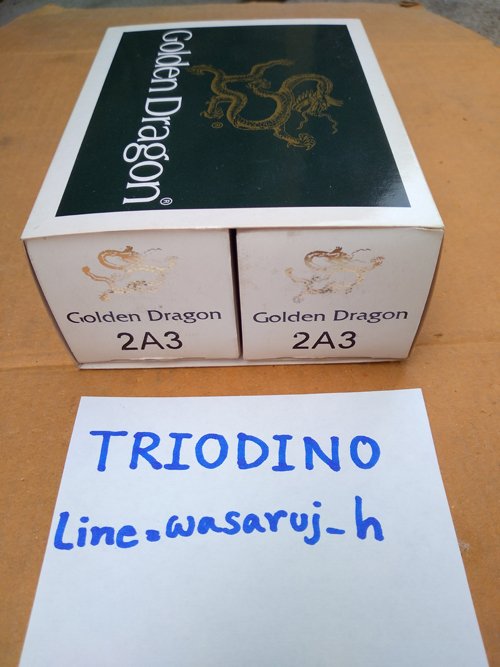 Golden Dragon®
®
Golden Dragon
2A3
Golden Dragon
2A3
TRIODINO
Line=wasaruj_h